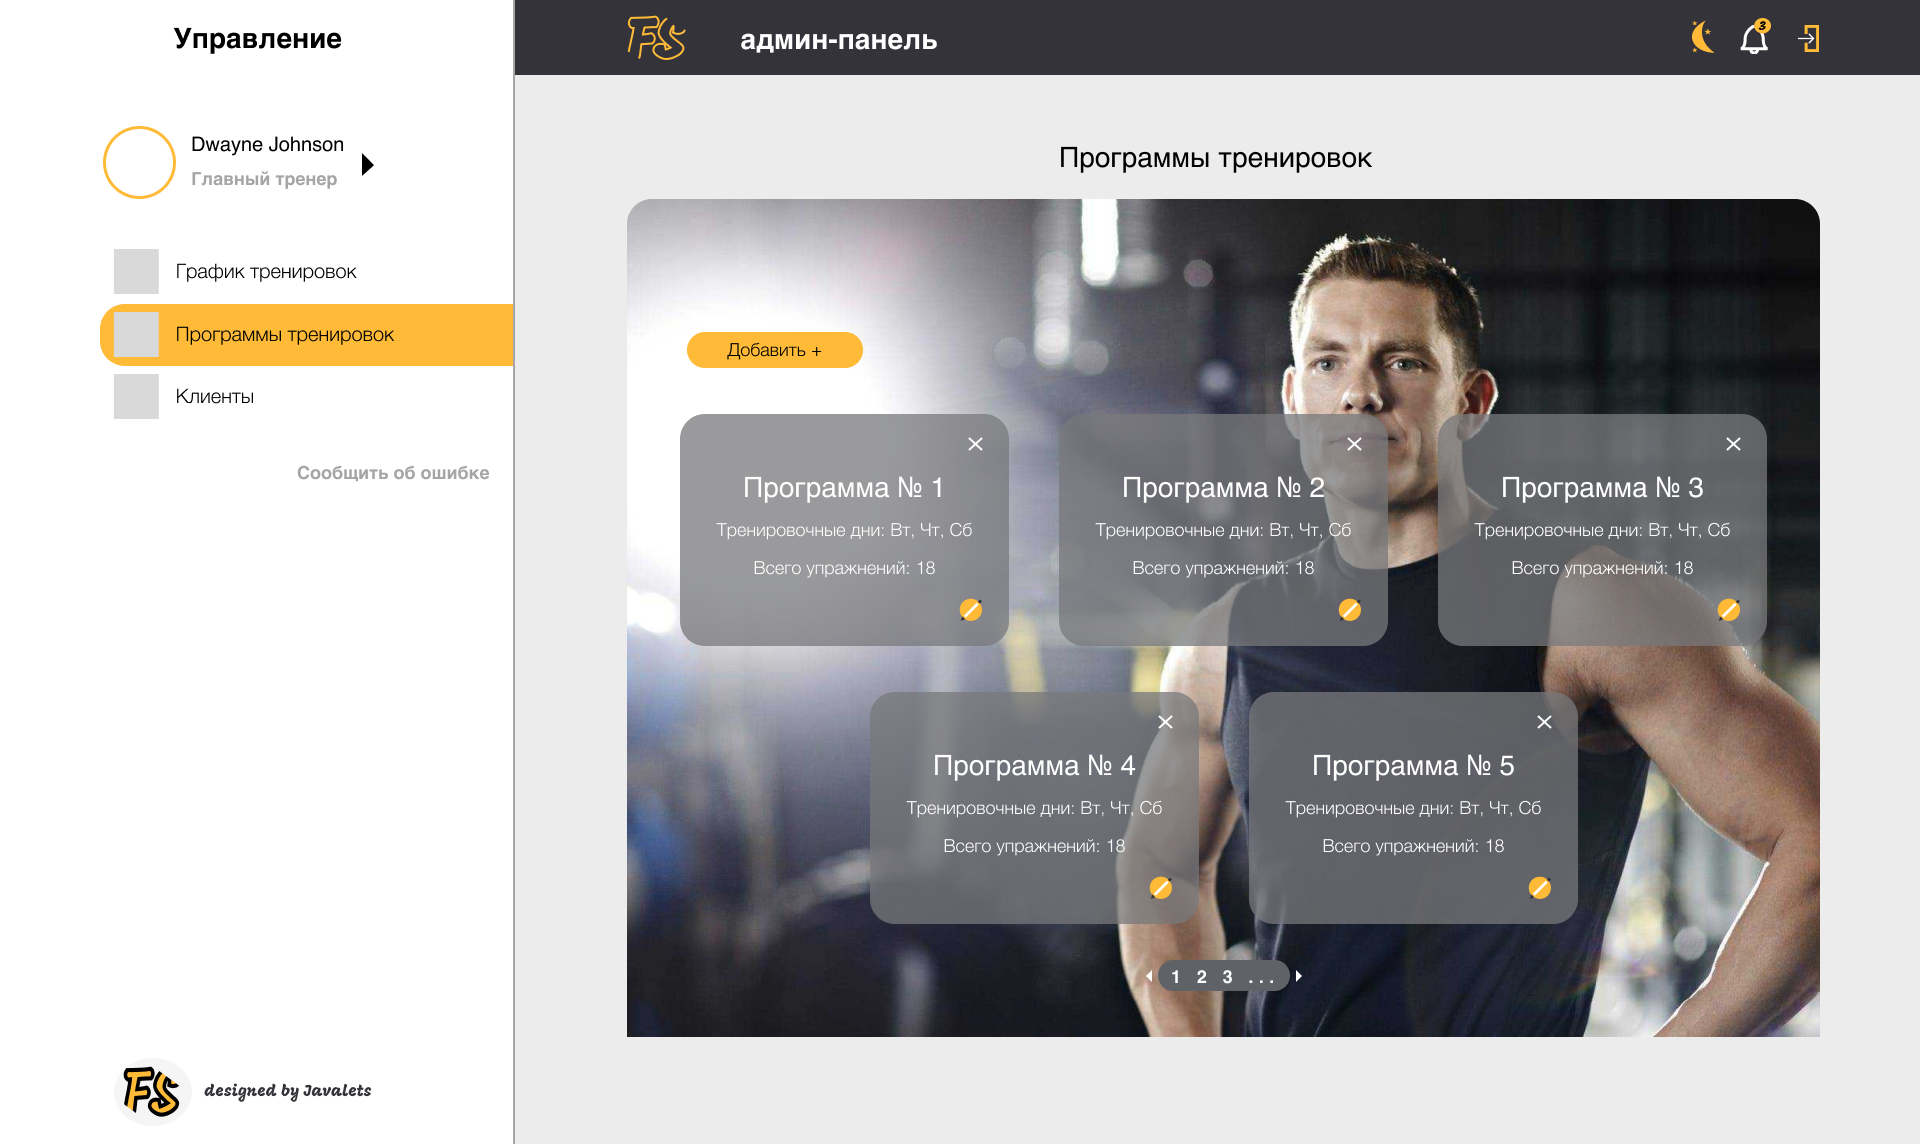 Управление
Dwayne Johnson
Главный тренер
График тренировок
Программы тренировок
Клиенты
Сообщить об ошибке
FS designed by Javalets
FS админ-панель
3
Программы тренировок
Добавить +
Программа № 1
Тренировочные дни: Вт, Чт, Сб
Всего упражнений: 18
Программа № 2
Тренировочные дни: Вт, Чт, Сб
Всего упражнений: 18
Программа № 3
Тренировочные дни: Вт, Чт, Сб
Всего упражнений: 18
Программа № 4
Тренировочные дни: Вт, Чт, Сб
Всего упражнений: 18
Программа № 5
Тренировочные дни: Вт, Чт, Сб
Всего упражнений: 18
1 2 3 ...